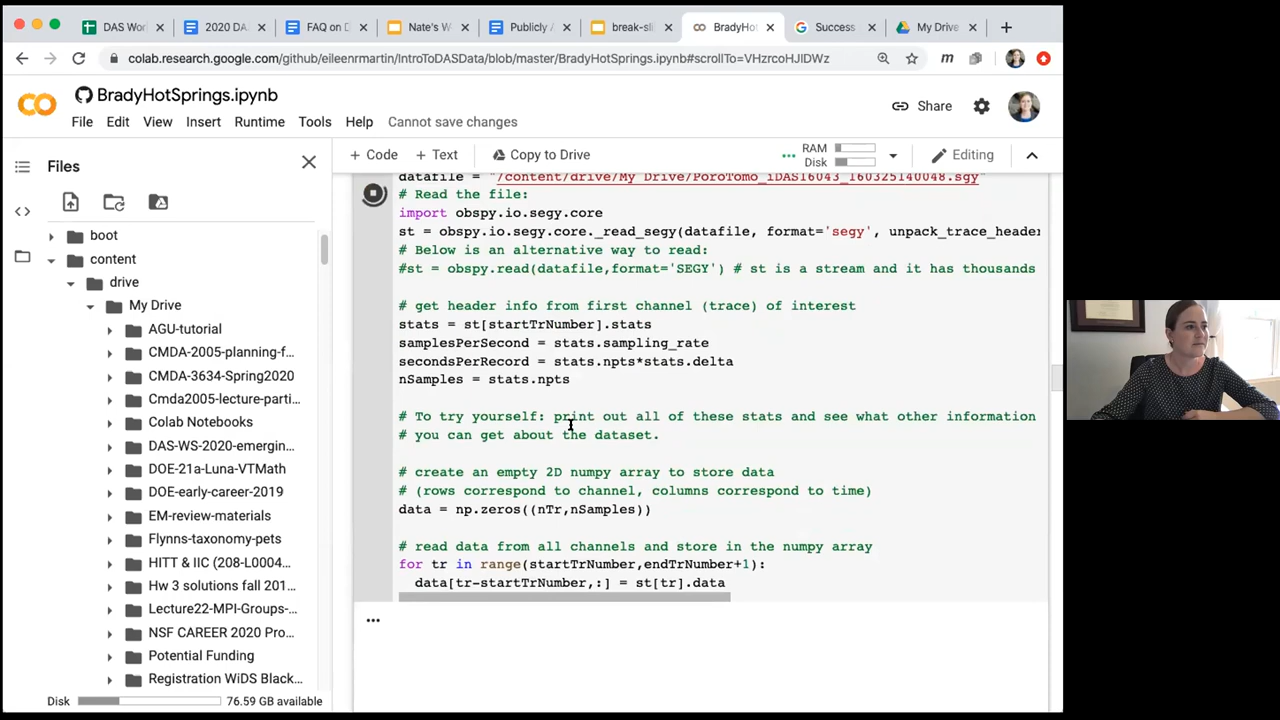 DAS Wor
2020 DA
FAQ on D
Nate's W
Publicly A
break-sli
BradyHot
Success
My Drive
colab.research.google.com/github/eileenrmartin/IntroToDASData/blob/master/BradyHotSprings.ipynb#scrollTo=VHzrcoHJIDWz
BradyHotSprings.ipynb
Share
File Edit View Insert Runtime Tools Help Cannot save changes
Files
+ Code + Text Copy to Drive
RAM
Disk
Editing
boot
content
drive
My Drive
AGU-tutorial
CMDA-2005-planning-f...
CMDA-3634-Spring2020
Cmda2005-lecture-parti...
Colab Notebooks
DAS-WS-2020-emergin...
DOE-21a-Luna-VTMath
DOE-early-career-2019
EM-review-materials
Flynns-taxonomy-pets
HITT & IIC (208-L0004...
Hw 3 solutions fall 201...
Lecture22-MPI-Groups-...
NSF CAREER 2020 Pro...
Potential Funding
Registration WiDS Black...
Disk 76.59 GB available
datafile = "/content/drive/My Drive/PoroTomo_iDAS16043_160325140048.sgy"
# Read the file:
import obspy.io.segy.core
st = obspy.io.segy.core._read_segy(datafile, format='segy', unpack_trace_header
# Below is an alternative way to read:
#st = obspy.read(datafile,format='SEGY') # st is a stream and it has thousands
# get header info from first channel (trace) of interest
stats = st[startTrNumber].stats
samplesPerSecond = stats.sampling_rate
secondsPerRecord = stats.npts*stats.delta
nSamples = stats.npts
# To try yourself: print out all of these stats and see what other information
# you can get about the dataset.
# create an empty 2D numpy array to store data
# (rows correspond to channel, columns correspond to time)
data = np.zeros((nTr,nSamples))
# read data from all channels and store in the numpy array
for tr in range(startTrNumber,endTrNumber+1):
data[tr-startTrNumber,:] = st[tr].data